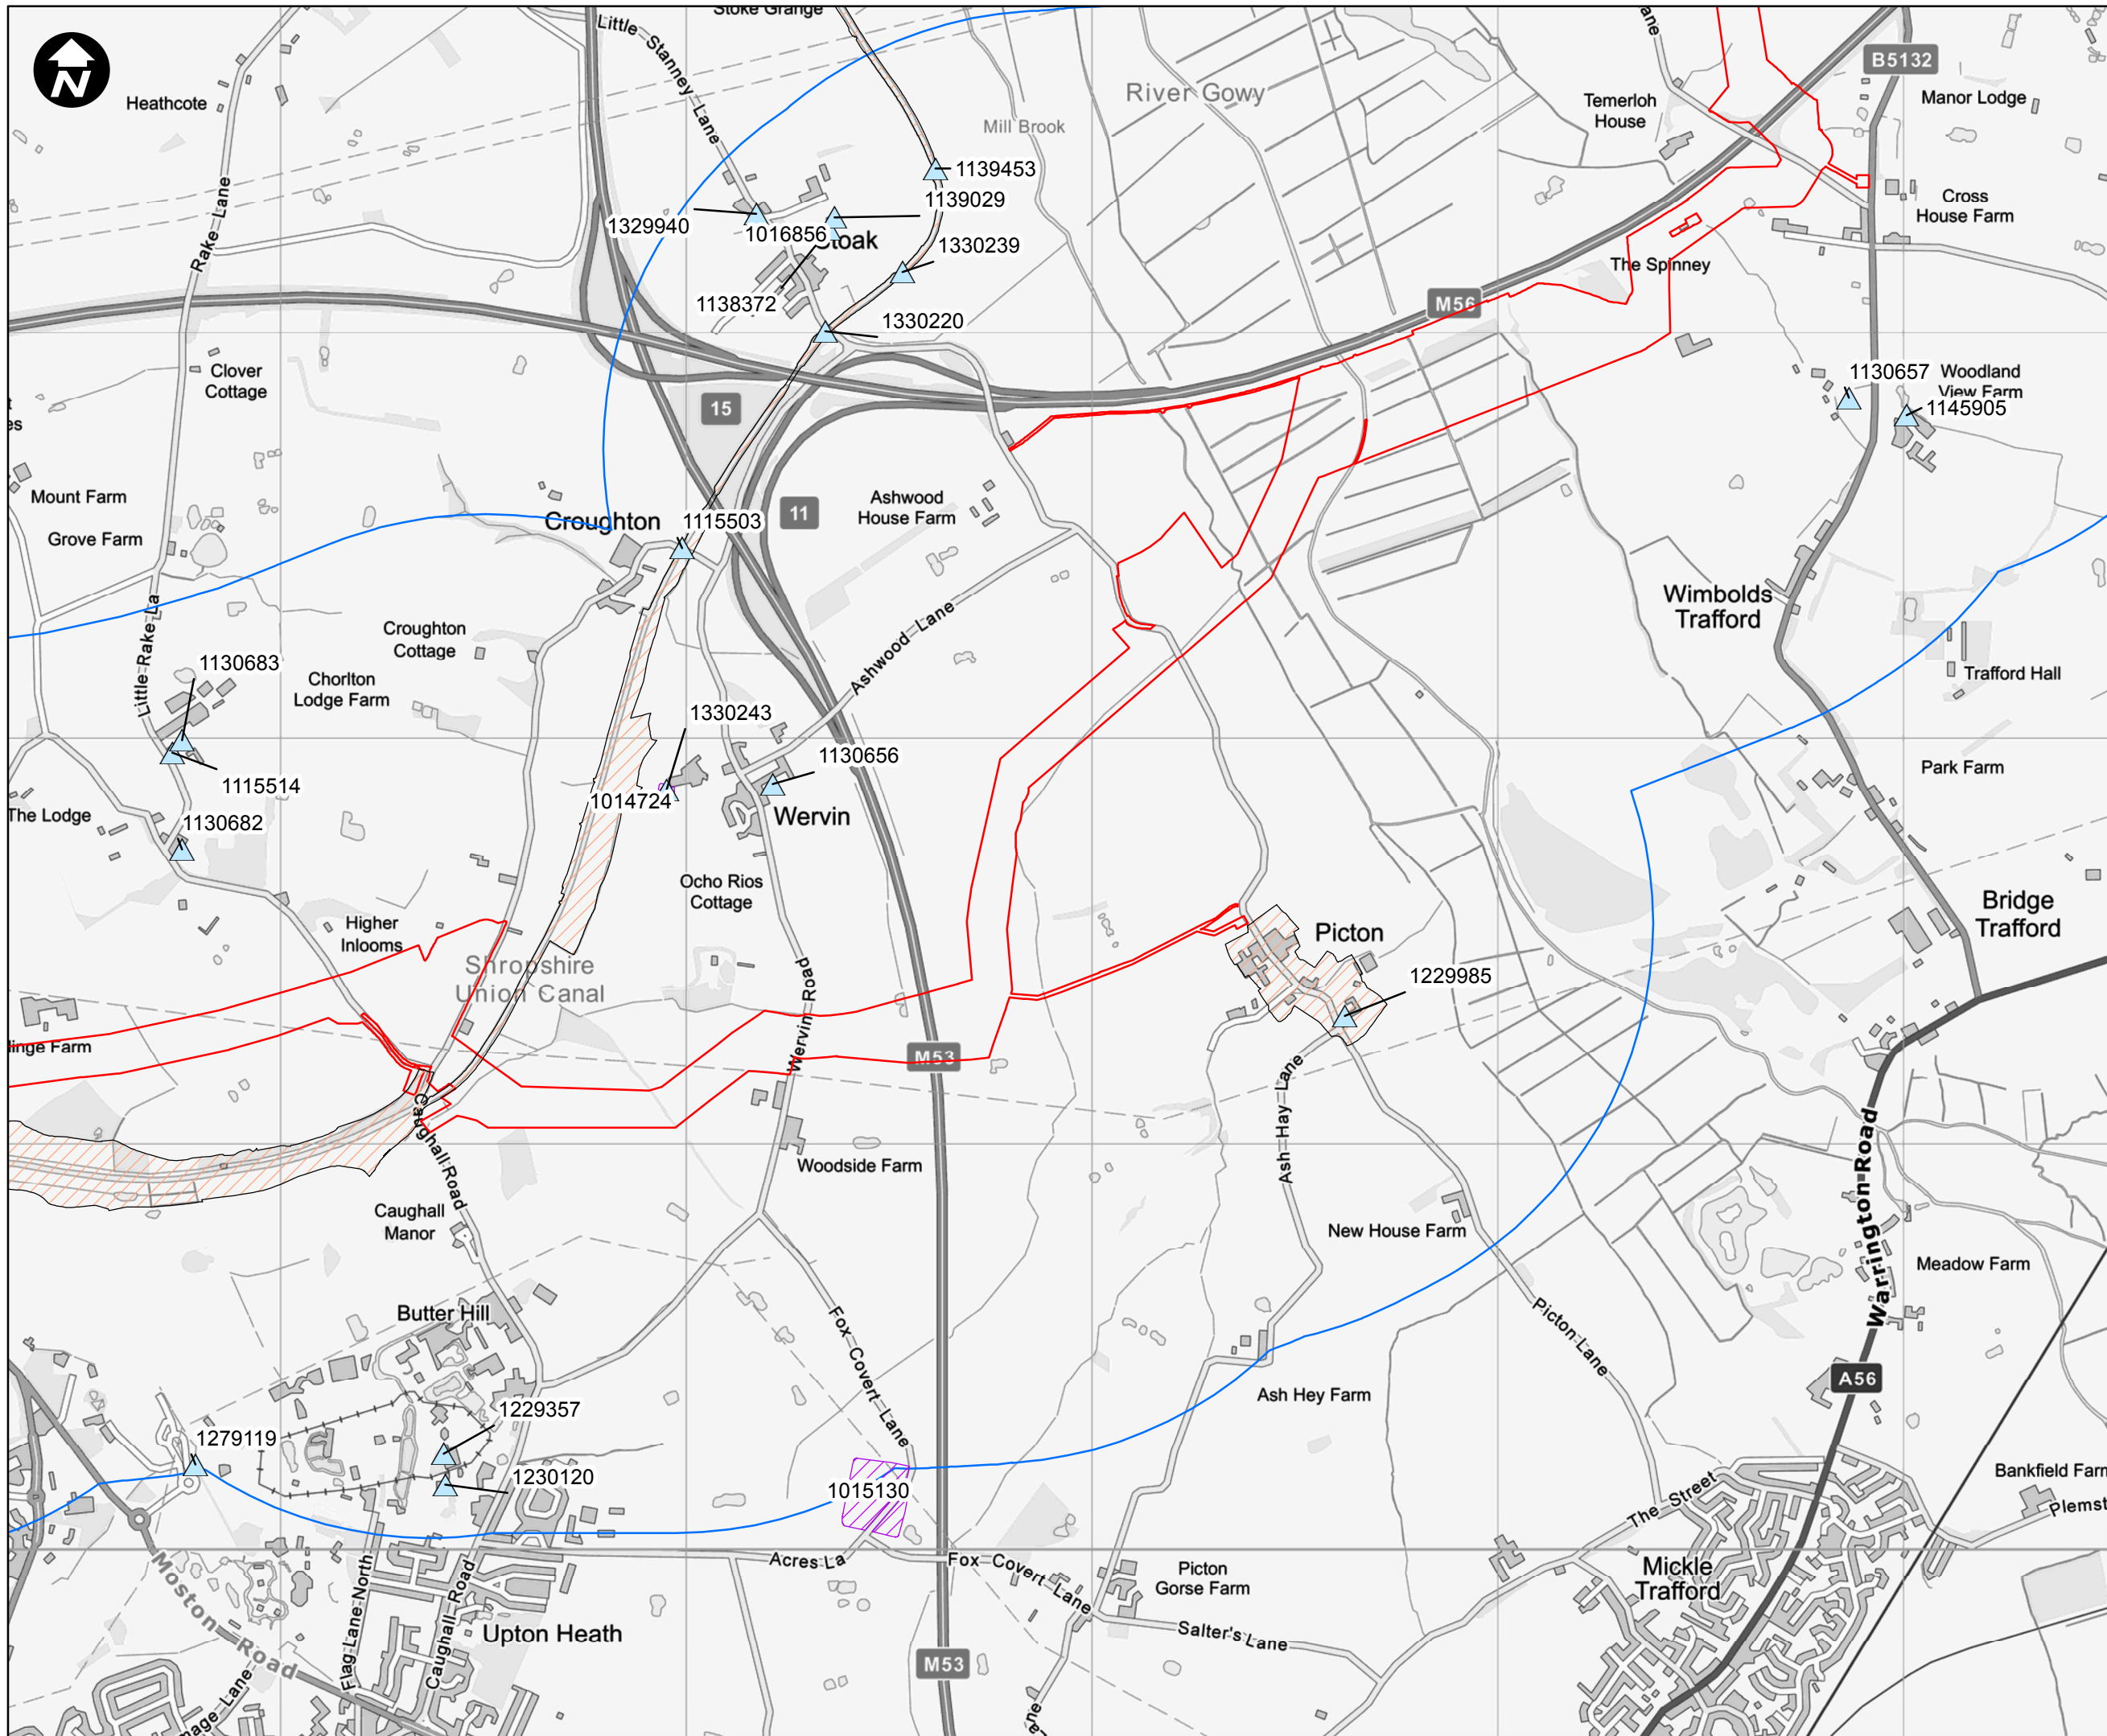 Stoke Grange
Little Stanney Lane
B5132
N
Heathcote
River Gowy
Temerloh
House
Manor Lodge
Mill Brook
1139453
1139029
Rake Lane
1329940
1016856
Stoak
1330239
Cross
House Farm
The Spinney
1138372
M56
1330220
Clover
Cottage
1130657
Woodland
View Farm
1145905
15
Mount Farm
Ashwood
House Farm
11
Croughton
1115503
Grove Farm
Little Rake La
Wimbolds
Trafford
Croughton
Cottage
Ashwood Lane
1130683
Chorlton
Lodge Farm
Trafford Hall
1330243
1130656
Park Farm
1115514
1014724
The Lodge
1130682
Wervin
Ocho Rios
Cottage
Bridge
Trafford
Higher
Inlooms
Picton
Shropshire
Union Canal
1229985
Wervin Road
linge Farm
M53
Ash Hay Lane
Caughall Road
Woodside Farm
Warrington Road
Caughall
Manor
New House Farm
Meadow Farm
Butter Hill
Fox Covert Lane
Picton Lane
A56
Ash Hey Farm
1229357
1279119
1230120
1015130
Bankfield Farm
The Street
Plemst
Acres La
Fox Covert Lane
Picton
Gorse Farm
Mickle
Trafford
Moston Road
Flag Lane North
Caughall Road
Upton Heath
Salter's Lane
M53
mage Lane